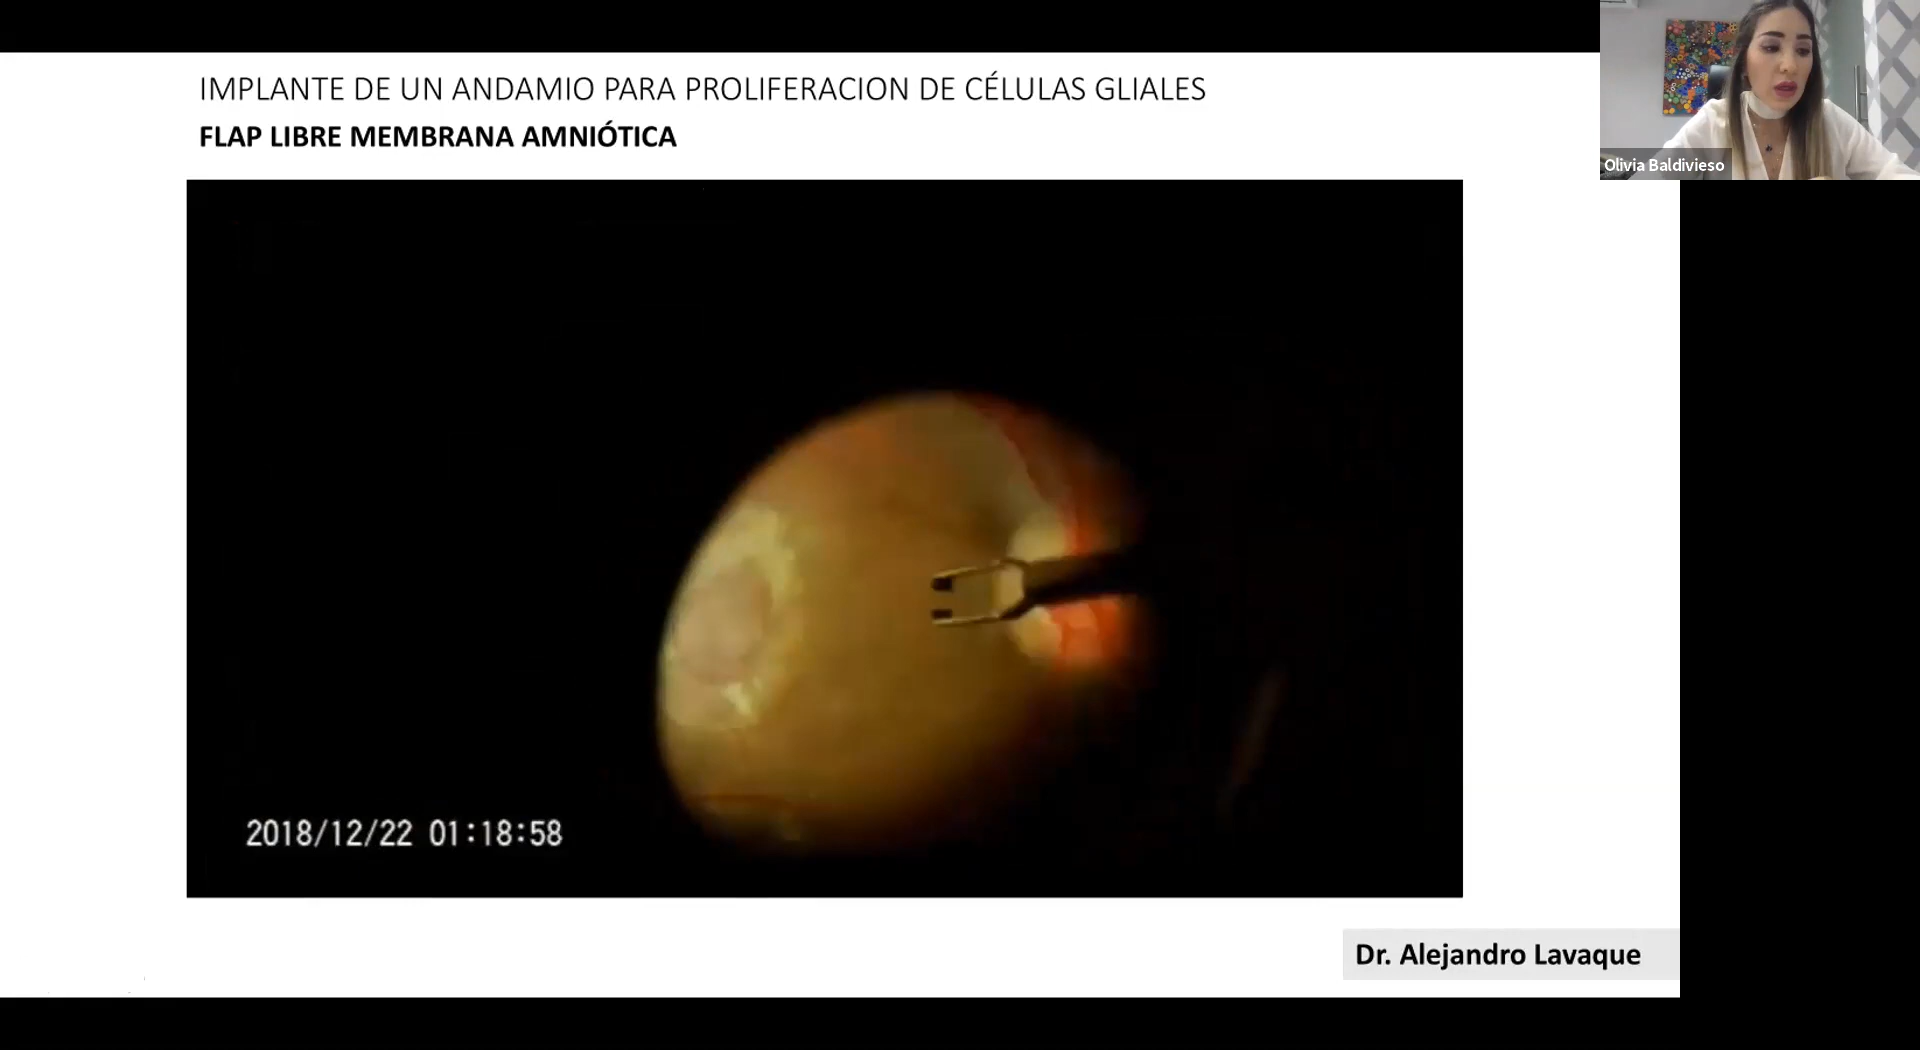 IMPLANTE DE UN ANDAMIO PARA PROLIFERACION DE CÉLULAS GLIALES
FLAP LIBRE MEMBRANA AMNIÓTICA
Olivia Baldivieso
2018/12/22 01:18:58
Dr. Alejandro Lavaque